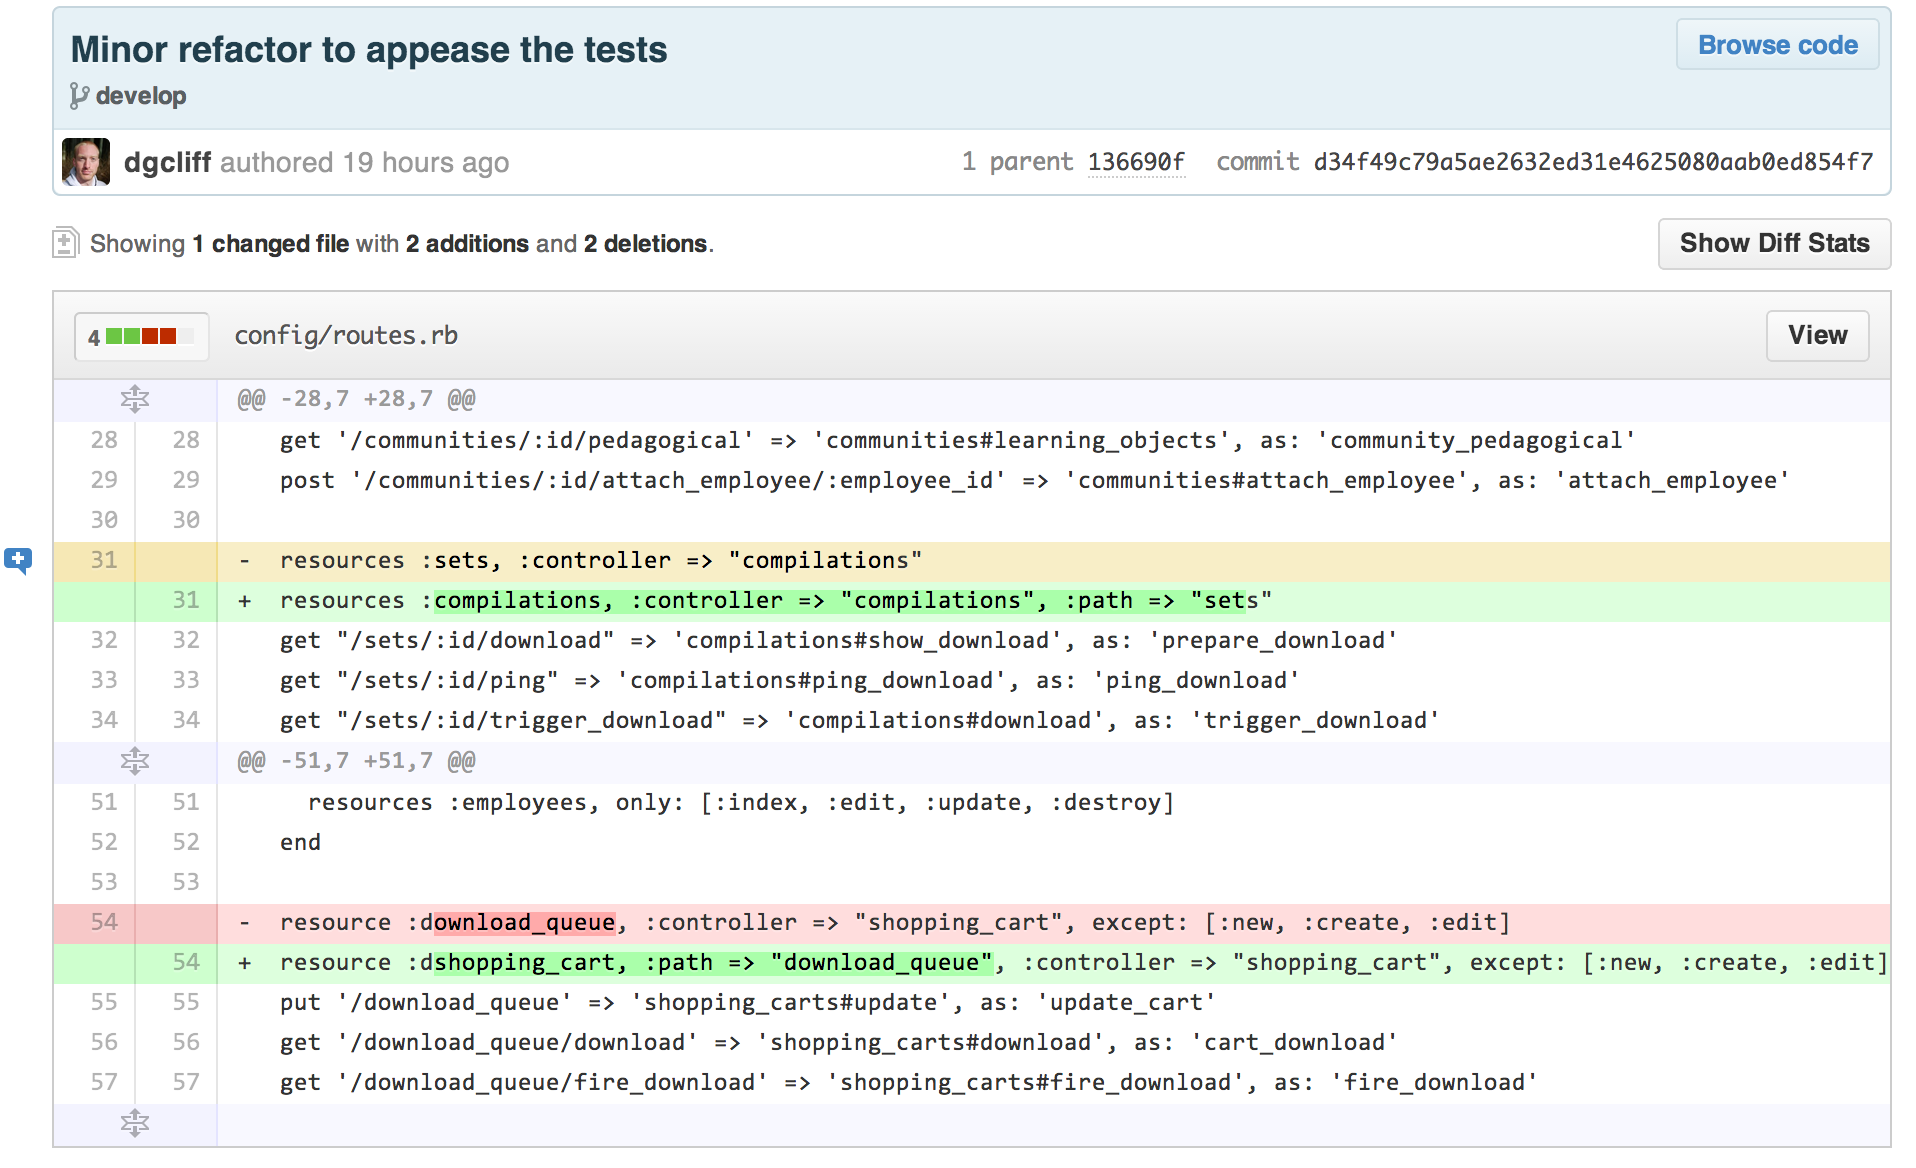 Minor refactor to appease the tests
Browse code
develop
dgcliff authored 19 hours ago
1 parent 136690f commit d34f49c79a5ae2632ed31e4625080aab0ed854f7
Showing 1 changed file with 2 additions and 2 deletions.
Show Diff Stats
4 config/routes.rb
View
@@ -28,7 +28,7 @@
28 28 get '/communities/:id/pedagogical' => 'communities#learning_objects', as: 'community_pedagogical'
29 29 post '/communities/:id/attach_employee/:employee_id' => 'communities#attach_employee', as: 'attach_employee'
30 30
31 - resources :sets, :controller => "compilations"
31 + resources :compilations, :controller => "compilations", :path => "sets"
32 32 get "/sets/:id/download" => 'compilations#show_download', as: 'prepare_download'
33 33 get "/sets/:id/ping" => 'compilations#ping_download', as: 'ping_download'
34 34 get "/sets/:id/trigger_download" => 'compilations#download', as: 'trigger_download'
@@ -51,7 +51,7 @@
51 51 resources :employees, only: [:index, :edit, :update, :destroy]
52 52 end
53 53
54 - resource :download_queue, :controller => "shopping_cart", except: [:new, :create, :edit]
54 + resource :dshopping_cart, :path => "download_queue", :controller => "shopping_cart", except: [:new, :create, :edit]
55 55 put '/download_queue' => 'shopping_carts#update', as: 'update_cart'
56 56 get '/download_queue/download' => 'shopping_carts#download', as: 'cart_download'
57 57 get '/download_queue/fire_download' => 'shopping_carts#fire_download', as: 'fire_download'